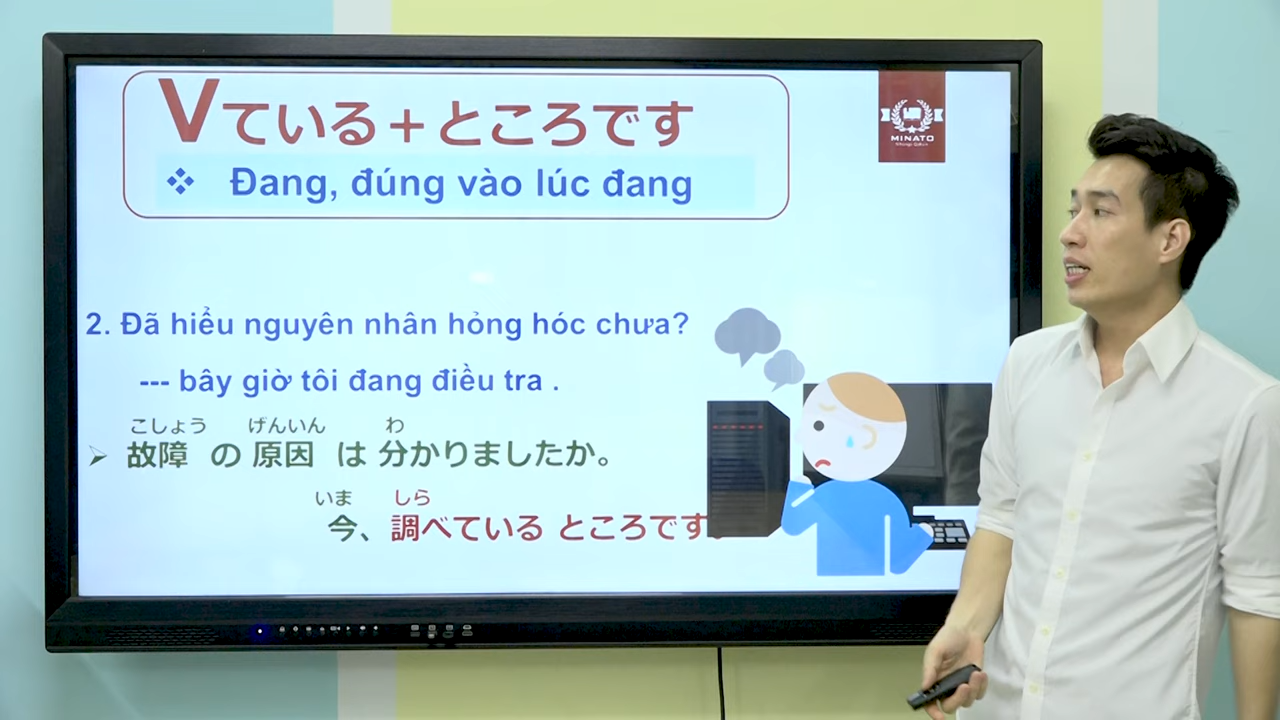 Vている＋ところです
❖ Đang, đúng vào lúc đang
MINATO
2. Đã hiểu nguyên nhân hỏng hóc chưa?
--- bây giờ tôi đang điều tra .
こしょう げんいん わ
➢ 故障 の 原因 は 分かりましたか。
いま しら
今、調べている ところです。